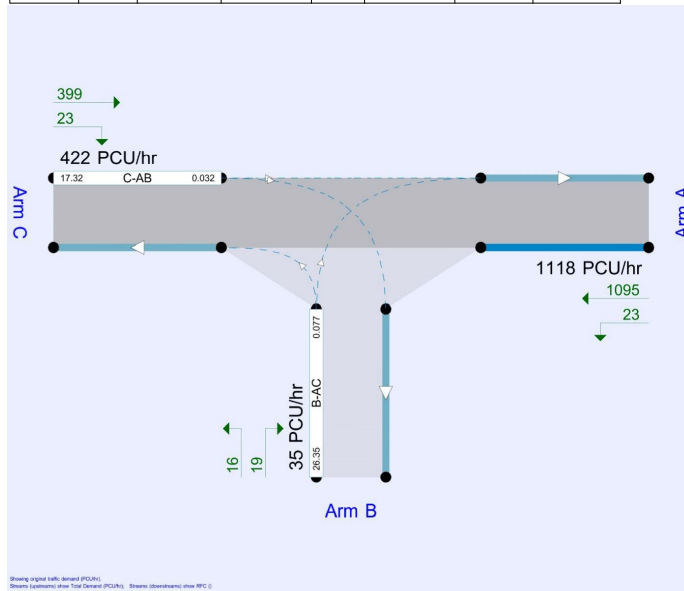 399
23
422 PCU/hr
17.32 C-AB 0.032
Arm C
Arm A
1118 PCU/hr
1095
23
0.077
B-AC
26.35
35 PCU/hr
16
19
Arm B
Showing original traffic demand (PCU/hr).
Streams (upstreams) show Total Demand (PCU/hr); Streams (downstreams) show RFC ()